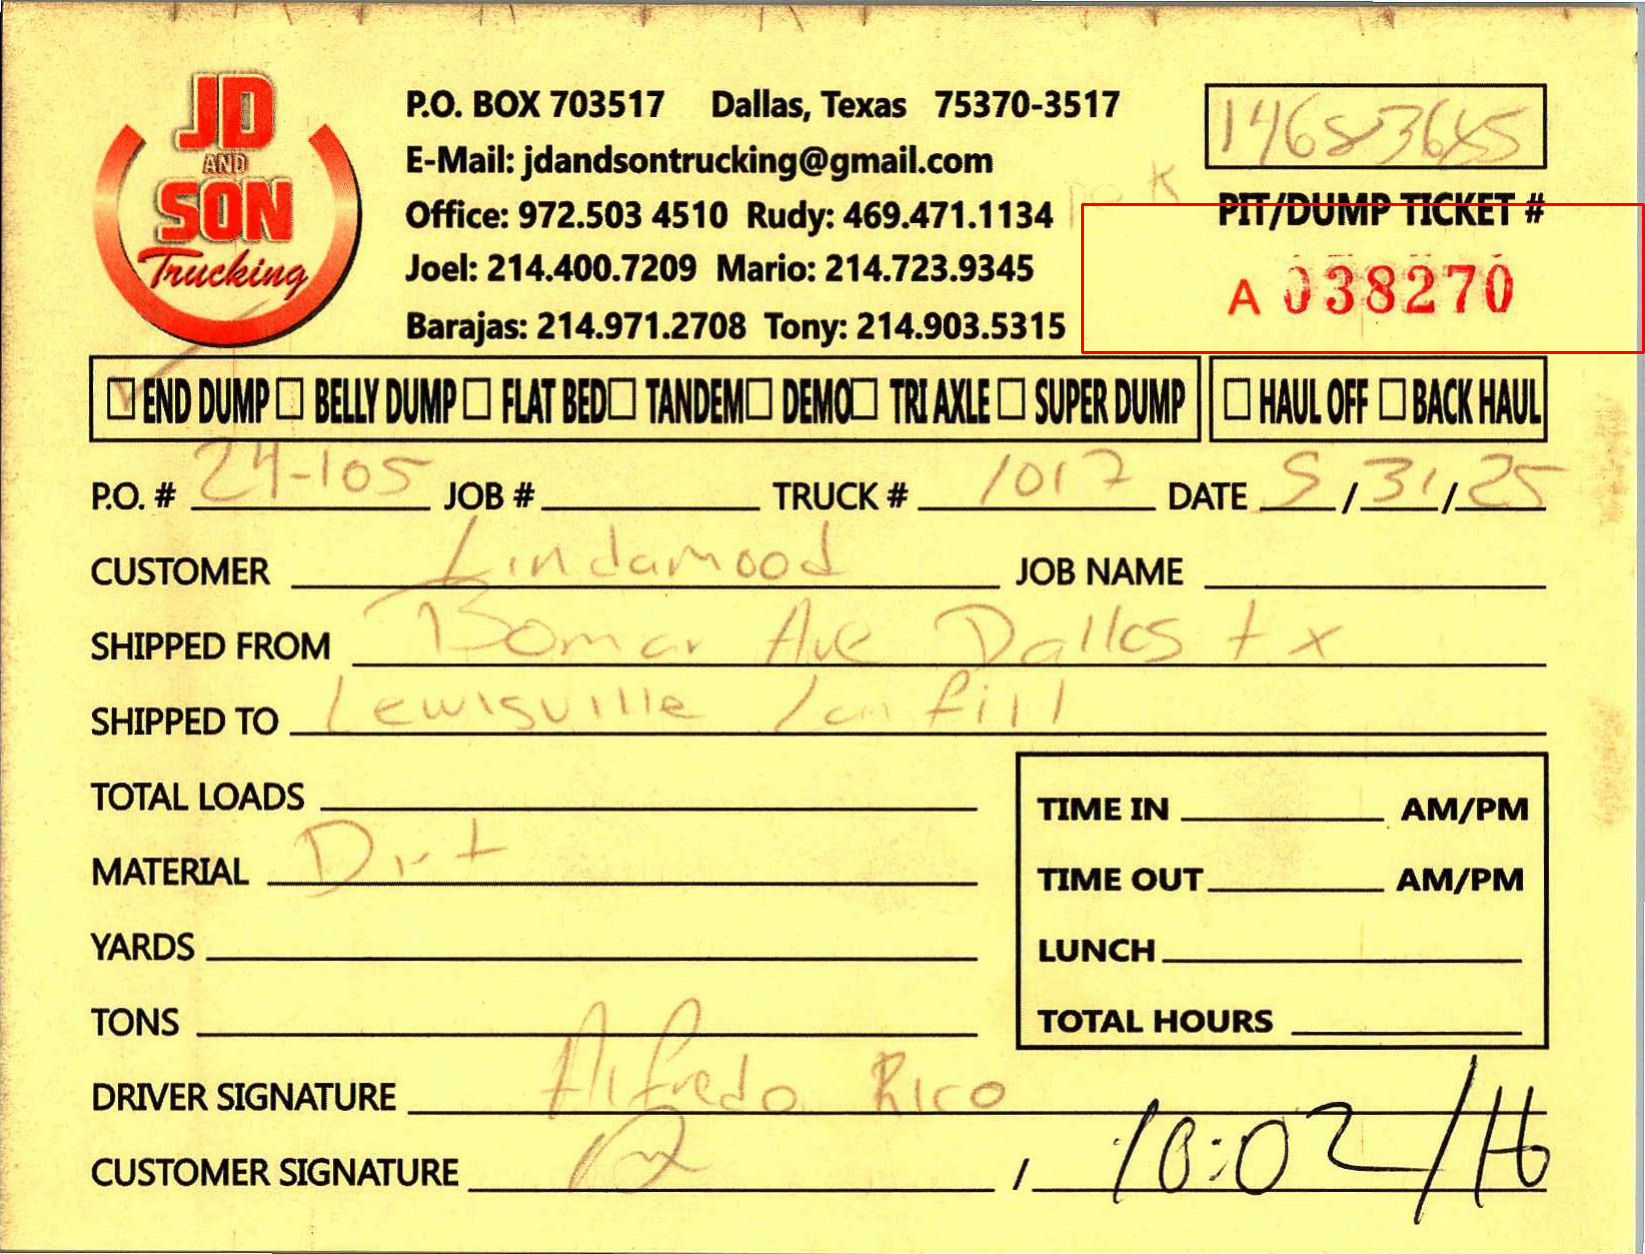 JD
AND
SON
Trucking
P.O. BOX 703517 Dallas, Texas 75370-3517
E-Mail: jdandsontrucking@gmail.com
Office: 972.503 4510 Rudy: 469.471.1134
Joel: 214.400.7209 Mario: 214.723.9345
Barajas: 214.971.2708 Tony: 214.903.5315
14683645
PIT/DUMP TICKET #
A 038270
☐ END DUMP ☐ BELLY DUMP ☐ FLAT BED ☐ TANDEM ☐ DEMO ☐ TRI AXLE ☐ SUPER DUMP ☐ HAUL OFF ☐ BACK HAUL
P.O. # 24-105 JOB # TRUCK # 1017 DATE 5/31/25
CUSTOMER Lindamood JOB NAME
SHIPPED FROM Bomar Ave Dallas tx
SHIPPED TO Lewisville lanfill
TOTAL LOADS
MATERIAL Dirt
YARDS
TONS
TIME IN AM/PM
TIME OUT AM/PM
LUNCH
TOTAL HOURS
DRIVER SIGNATURE Alfredo Rico
CUSTOMER SIGNATURE , 10:02/